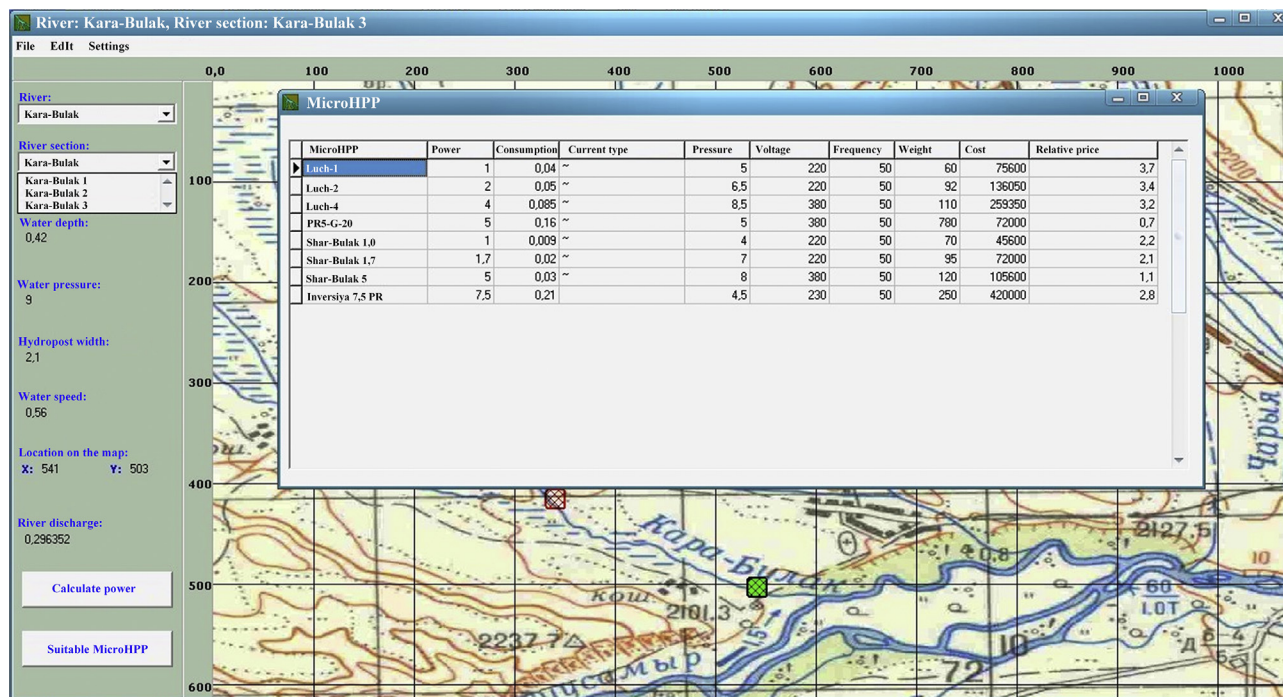 River: Kara-Bulak, River section: Kara-Bulak 3
File EdIt Settings
0,0 100 200 300 400 500 600 700 800 900 1000
River:
Kara-Bulak
River section:
Kara-Bulak
Kara-Bulak 1
Kara-Bulak 2
Kara-Bulak 3
Water depth:
0,42
Water pressure:
9
Hydropost width:
2,1
Water speed:
0,56
Location on the map:
X: 541 Y: 503
River discharge:
0,296352
Calculate power
Suitable MicroHPP
100
200
300
400
500
600
MicroHPP
MicroHPP Power Consumption Current type Pressure Voltage Frequency Weight Cost Relative price
Luch-1 1 0,04 ~ 5 220 50 60 75600 3,7
Luch-2 2 0,05 ~ 6,5 220 50 92 136050 3,4
Luch-4 4 0,085 ~ 8,5 380 50 110 259350 3,2
PR5-G-20 5 0,16 ~ 5 380 50 780 72000 0,7
Shar-Bulak 1,0 1 0,009 ~ 4 220 50 70 45600 2,2
Shar-Bulak 1,7 1,7 0,02 ~ 7 220 50 95 72000 2,1
Shar-Bulak 5 5 0,03 ~ 8 380 50 120 105600 1,1
Inversiya 7,5 PR 7,5 0,21 4,5 230 50 250 420000 2,8
2200
Чарыя
Кара-Булак
2127,5
40,8
10
кош.
2101.3
60
LOT
15
2237.7
10
72